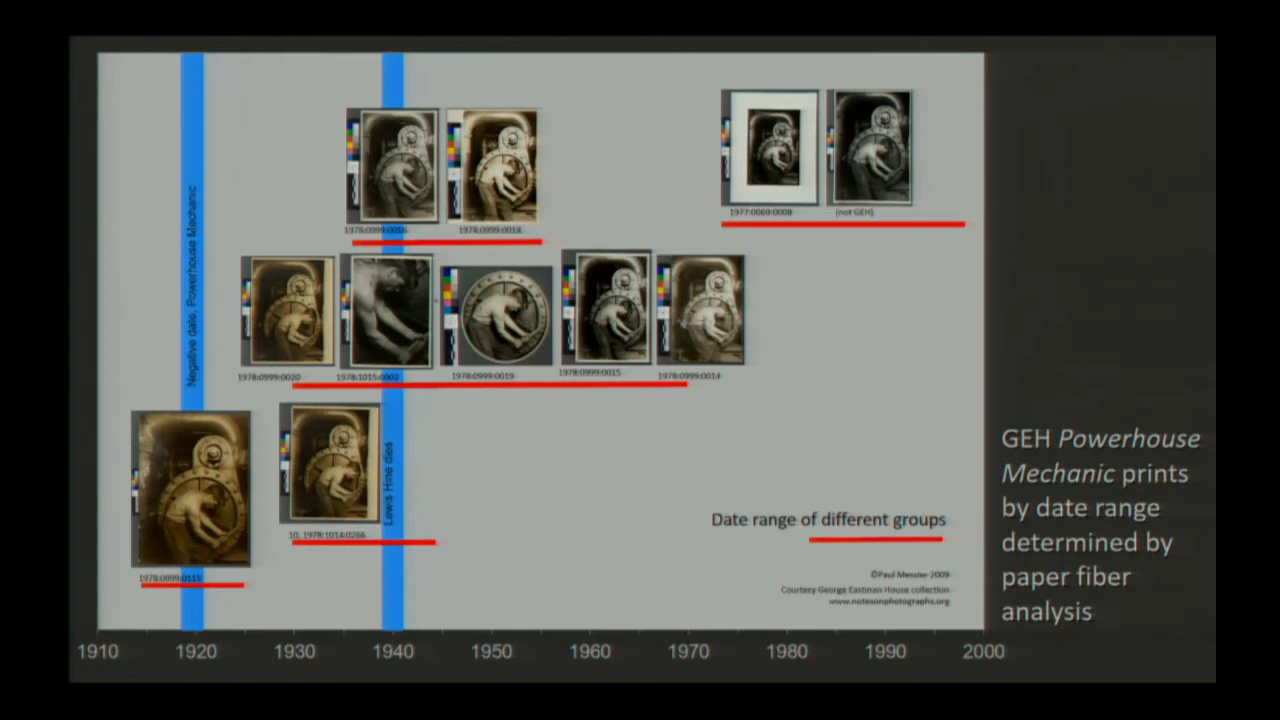 1977:0069:0008
(not GEH)
1978:0999:0016
1978:0999:0018
Negative date, Powerhouse Mechanic
1978:0999:0020
1978:1015:0002
1978:0999:0019
1978:0999:0015
1978:0999:0014
Lewis Hine dies
GEH Powerhouse
Mechanic prints
by date range
determined by
paper fiber
analysis
Date range of different groups
10, 1978:1014:0266
1978:0999:0115
©Paul Messier 2009
Courtesy George Eastman House collection
www.notesonphotographs.org
1910 1920 1930 1940 1950 1960 1970 1980 1990 2000